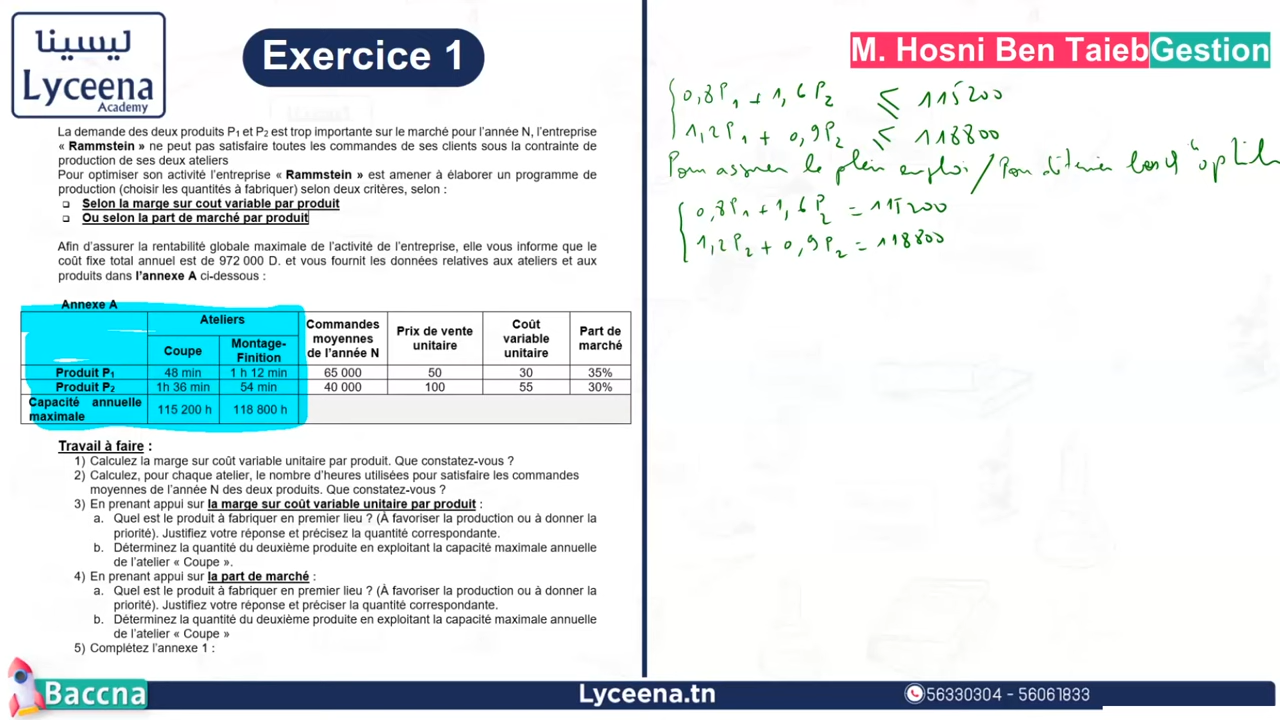 ليسينا
Lyceena
Academy
Exercice 1
M. Hosni Ben Taieb Gestion
La demande des deux produits P₁ et P₂ est trop importante sur le marché pour l'année N, l'entreprise
« Rammstein » ne peut pas satisfaire toutes les commandes de ses clients sous la contrainte de
production de ses deux ateliers
Pour optimiser son activité l'entreprise « Rammstein » est amener à élaborer un programme de
production (choisir les quantités à fabriquer) selon deux critères, selon :
❑ Selon la marge sur cout variable par produit
❑ Ou selon la part de marché par produit
Afin d'assurer la rentabilité globale maximale de l'activité de l'entreprise, elle vous informe que le
coût fixe total annuel est de 972 000 D. et vous fournit les données relatives aux ateliers et aux
produits dans l'annexe A ci-dessous :
Annexe A
Ateliers
Coupe
Montage-Finition
Commandes moyennes de l'année N
Prix de vente unitaire
Coût variable unitaire
Part de marché
Produit P₁ 48 min 1 h 12 min 65 000 50 30 35%
Produit P₂ 1h 36 min 54 min 40 000 100 55 30%
Capacité annuelle maximale 115 200 h 118 800 h
Travail à faire :
1) Calculez la marge sur coût variable unitaire par produit. Que constatez-vous ?
2) Calculez, pour chaque atelier, le nombre d'heures utilisées pour satisfaire les commandes
moyennes de l'année N des deux produits. Que constatez-vous ?
3) En prenant appui sur la marge sur coût variable unitaire par produit :
a. Quel est le produit à fabriquer en premier lieu ? (À favoriser la production ou à donner la
priorité). Justifiez votre réponse et précisez la quantité correspondante.
b. Déterminez la quantité du deuxième produite en exploitant la capacité maximale annuelle
de l'atelier « Coupe ».
4) En prenant appui sur la part de marché :
a. Quel est le produit à fabriquer en premier lieu ? (À favoriser la production ou à donner la
priorité). Justifiez votre réponse et préciser la quantité correspondante.
b. Déterminez la quantité du deuxième produite en exploitant la capacité maximale annuelle
de l'atelier « Coupe »
5) Complétez l'annexe 1 :
0,8P₁ + 1,6P₂ ≤ 115200
1,2P₁ + 0,9P₂ ≤ 118800
Pour assurer le plein emploi / Pour
0,8P₁ + 1,6P₂ = 115200
1,2P₂ + 0,9P₂ = 118800
Baccna
Lyceena.tn
56330304 - 56061833